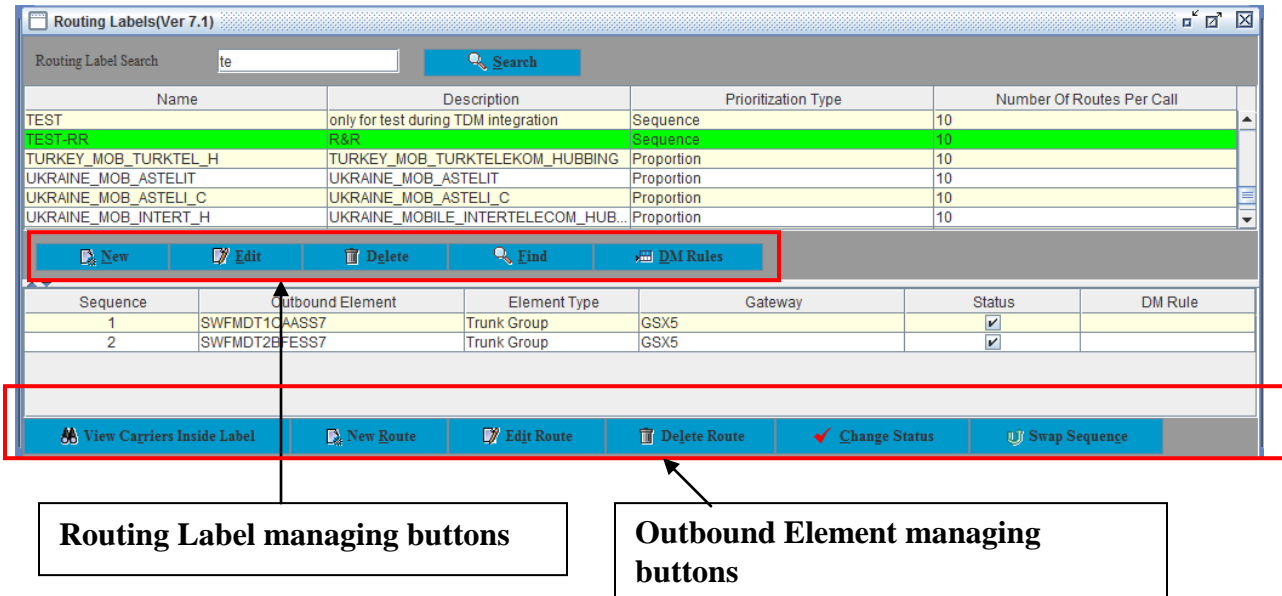 Routing Labels(Ver 7.1)
Routing Label Search te Search
Name Description Prioritization Type Number Of Routes Per Call
TEST only for test during TDM integration Sequence 10
TEST-RR R&R Sequence 10
TURKEY_MOB_TURKTEL_H TURKEY_MOB_TURKTELEKOM_HUBBING Proportion 10
UKRAINE_MOB_ASTELIT UKRAINE_MOB_ASTELIT Proportion 10
UKRAINE_MOB_ASTELI_C UKRAINE_MOB_ASTELI_C Proportion 10
UKRAINE_MOB_INTERT_H UKRAINE_MOBILE_INTERTELECOM_HUB... Proportion 10
New Edit Delete Find DM Rules
Sequence Outbound Element Element Type Gateway Status DM Rule
1 SWFMDT1CAASS7 Trunk Group GSX5
2 SWFMDT2BFESS7 Trunk Group GSX5
View Carriers Inside Label New Route Edit Route Delete Route Change Status Swap Sequence
Routing Label managing buttons
Outbound Element managing
buttons